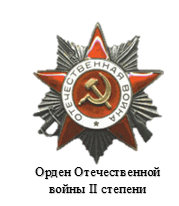 ОТЕЧЕСТВЕННАЯ ВОЙНА
Орден Отечественной
войны II степени